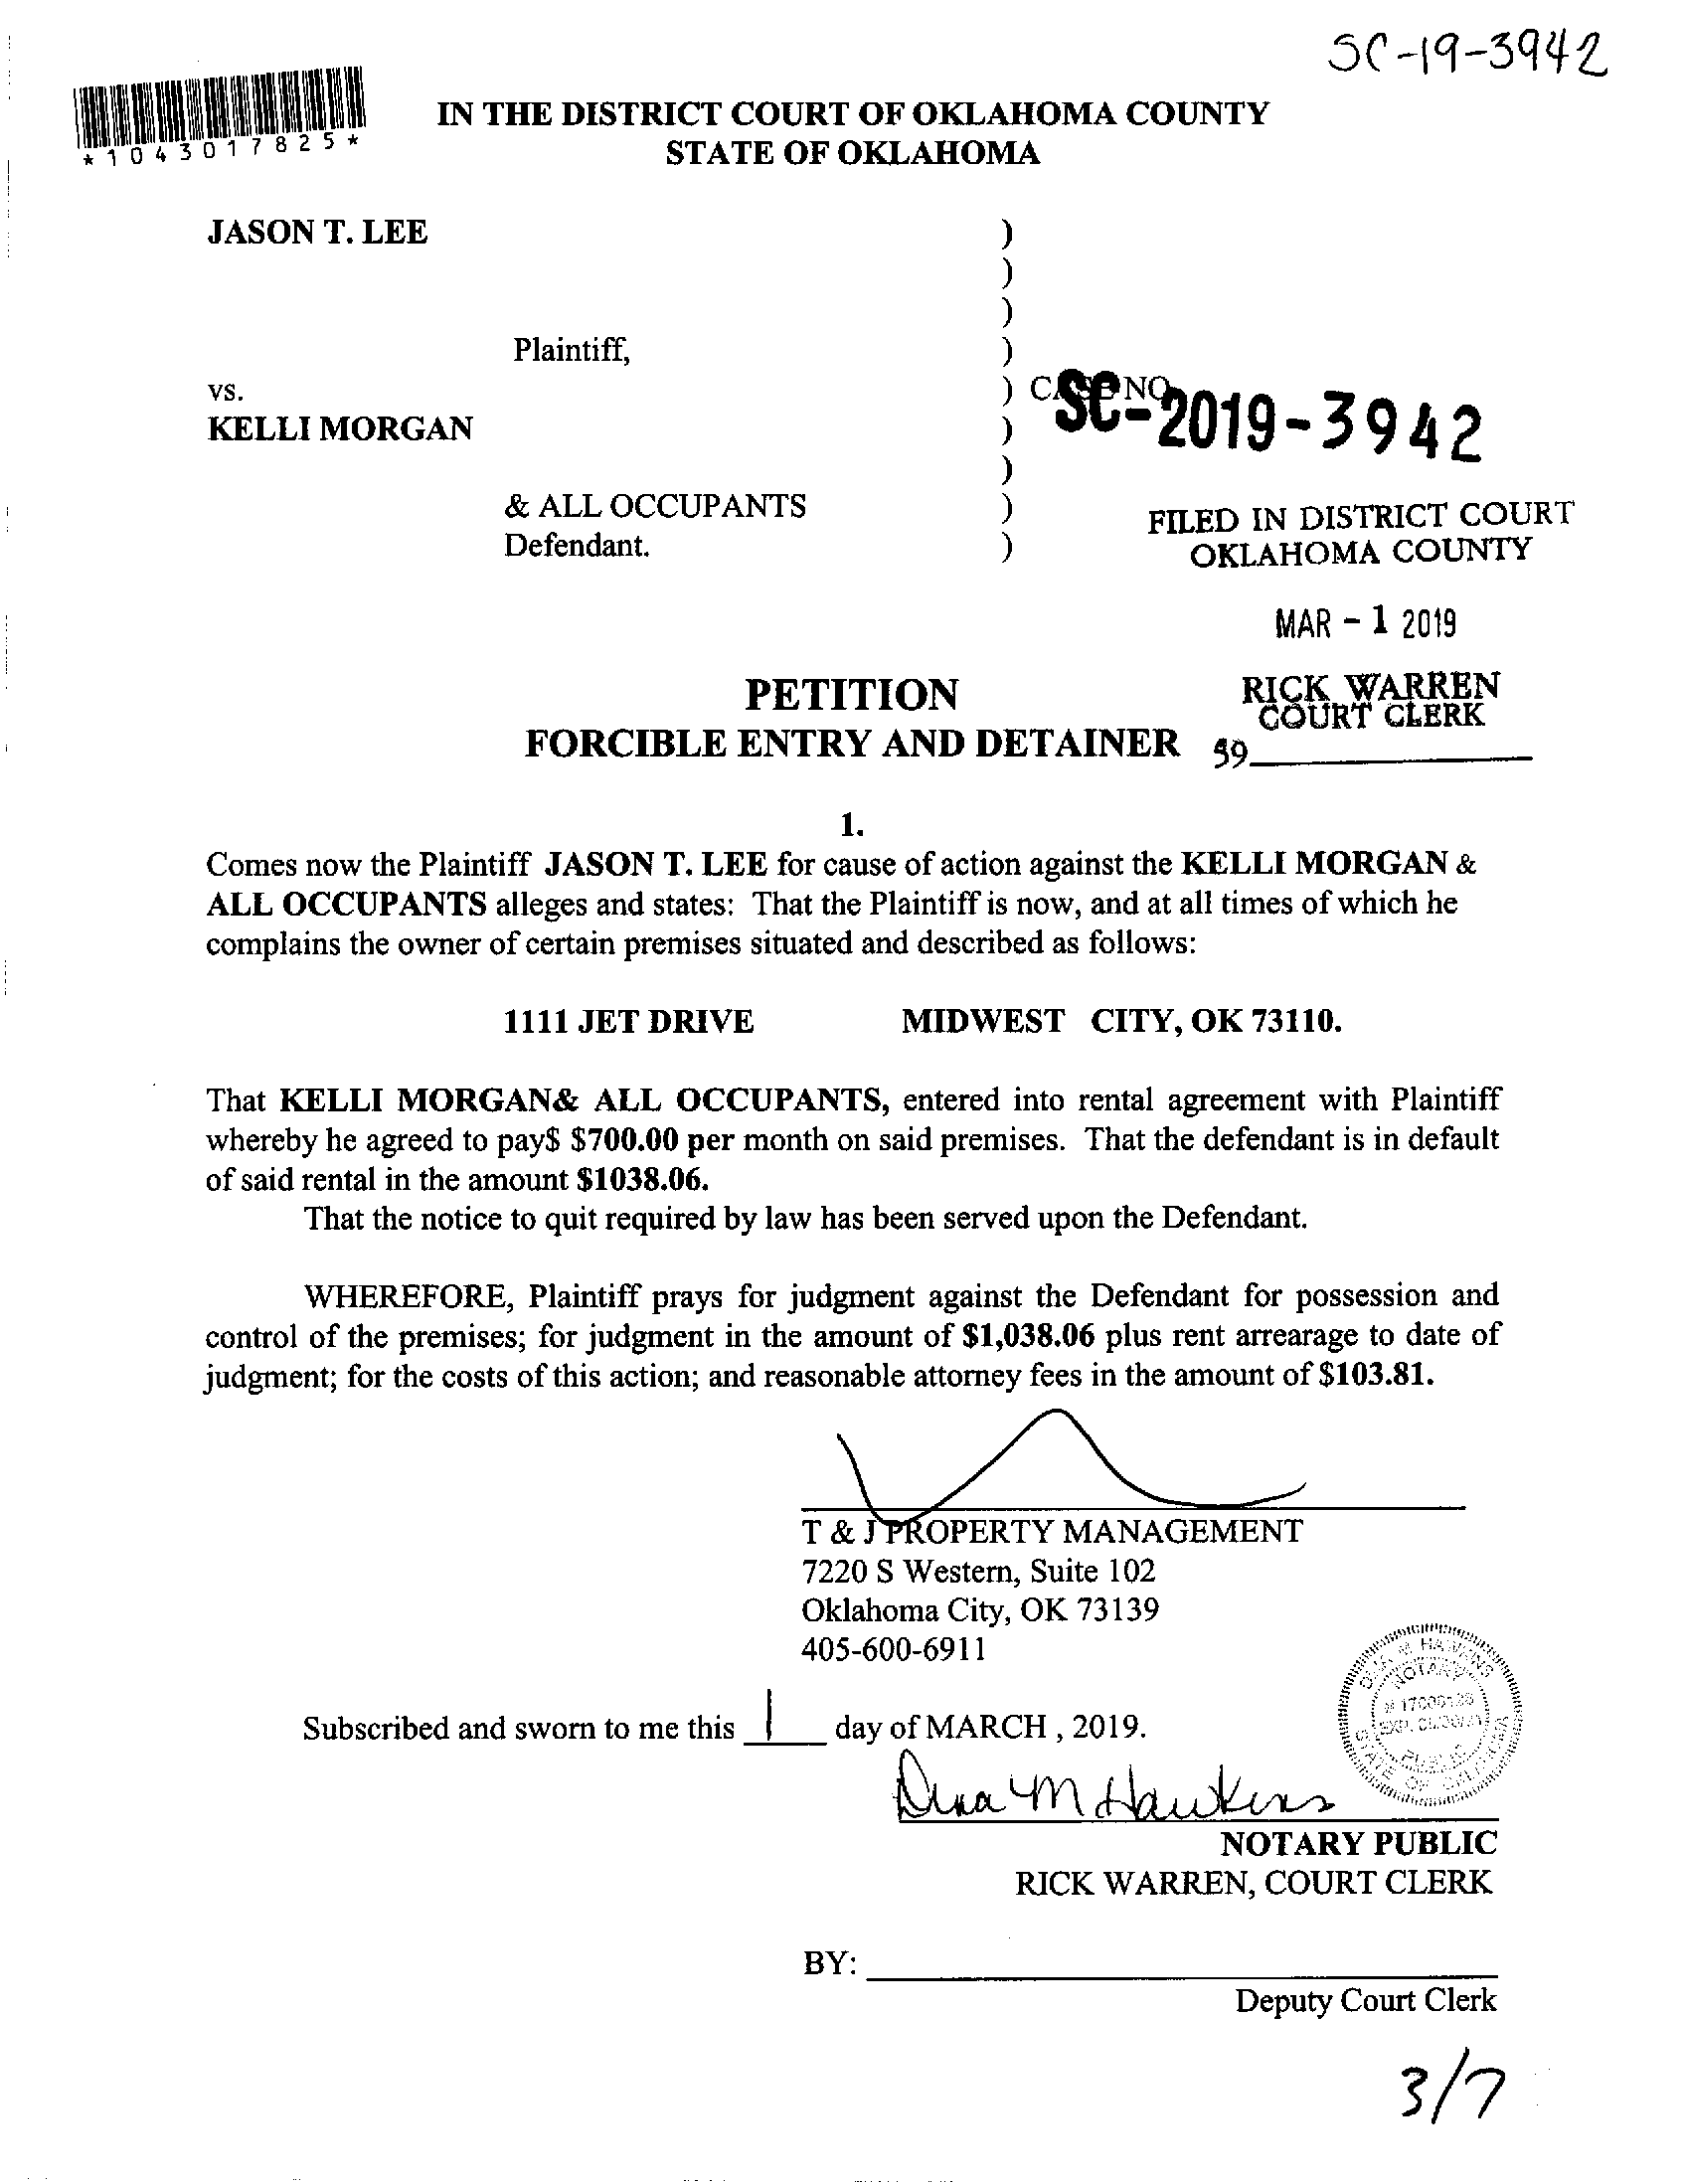 SC-19-3942
*1043017825*
IN THE DISTRICT COURT OF OKLAHOMA COUNTY
STATE OF OKLAHOMA
JASON T. LEE )
)
)
Plaintiff, )
vs. ) CASE NO.
SC-2019-3942
KELLI MORGAN )
)
& ALL OCCUPANTS )
Defendant. )
FILED IN DISTRICT COURT
OKLAHOMA COUNTY
MAR - 1 2019
RICK WARREN
COURT CLERK
39
PETITION
FORCIBLE ENTRY AND DETAINER
1.
Comes now the Plaintiff JASON T. LEE for cause of action against the KELLI MORGAN &
ALL OCCUPANTS alleges and states: That the Plaintiff is now, and at all times of which he
complains the owner of certain premises situated and described as follows:
1111 JET DRIVE MIDWEST CITY, OK 73110.
That KELLI MORGAN& ALL OCCUPANTS, entered into rental agreement with Plaintiff
whereby he agreed to pay$ $700.00 per month on said premises. That the defendant is in default
of said rental in the amount $1038.06.
That the notice to quit required by law has been served upon the Defendant.
WHEREFORE, Plaintiff prays for judgment against the Defendant for possession and
control of the premises; for judgment in the amount of $1,038.06 plus rent arrearage to date of
judgment; for the costs of this action; and reasonable attorney fees in the amount of $103.81.
T & J PROPERTY MANAGEMENT
7220 S Western, Suite 102
Oklahoma City, OK 73139
405-600-6911
Subscribed and sworn to me this 1 day of MARCH , 2019.
Dina M Hawkins
M HAWKINS
NOTARY
PUBLIC
STATE OF OKLAHOMA
NOTARY PUBLIC
RICK WARREN, COURT CLERK
BY:
Deputy Court Clerk
3/7